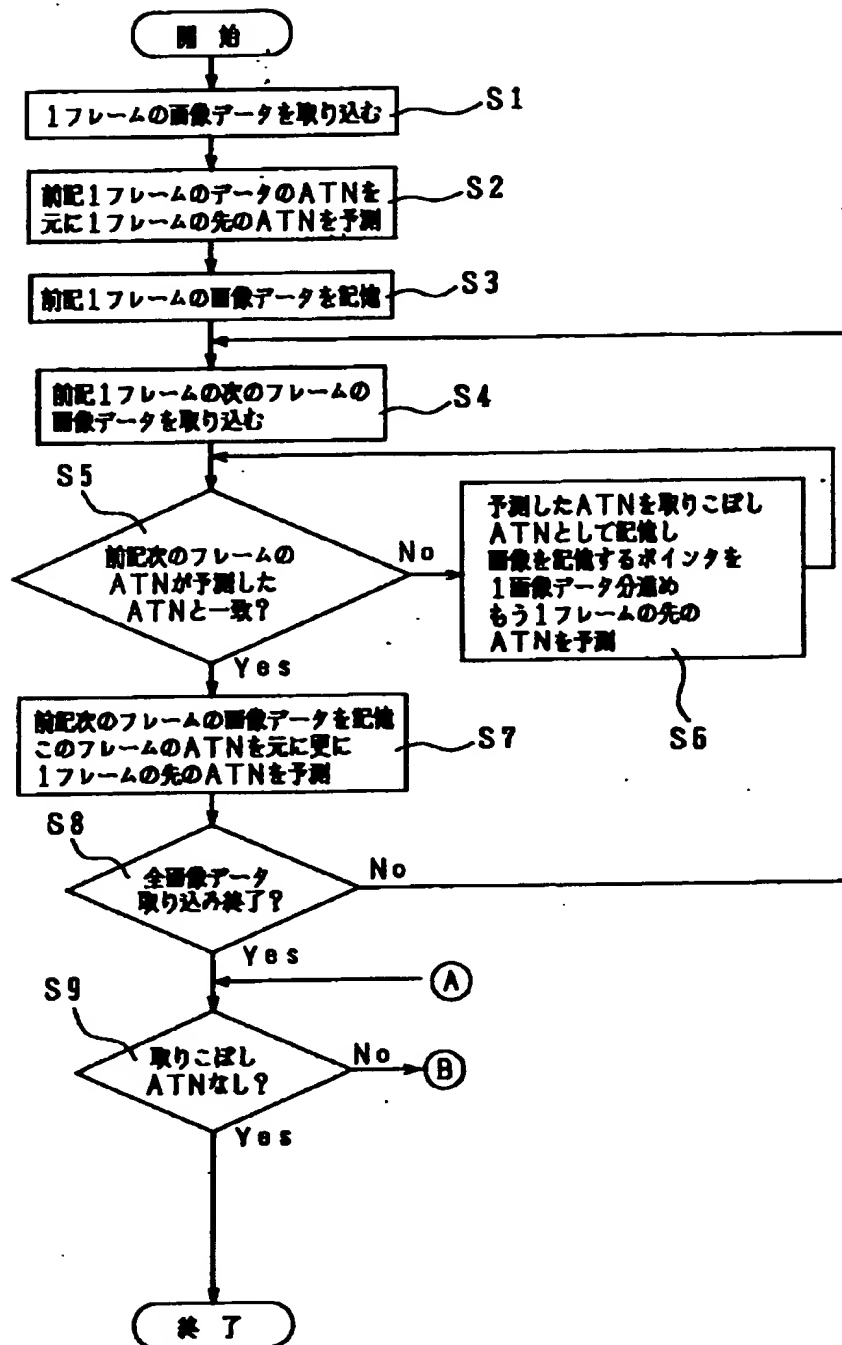 開始
1フレームの画像データを取り込む
S1
前記1フレームのデータのATNを
元に1フレームの先のATNを予測
S2
前記1フレームの画像データを記憶
S3
前記1フレームの次のフレームの
画像データを取り込む
S4
S5
前記次のフレームの
ATNが予測した
ATNと一致?
No
Yes
予測したATNを取りこぼし
ATNとして記憶し
画像を記憶するポインタを
1画像データ分進め
もう1フレームの先の
ATNを予測
S6
前記次のフレームの画像データを記憶
このフレームのATNを元に更に
1フレームの先のATNを予測
S7
S8
全画像データ
取り込み終了?
No
Yes
A
S9
取りこぼし
ATNなし?
No
B
Yes
終了